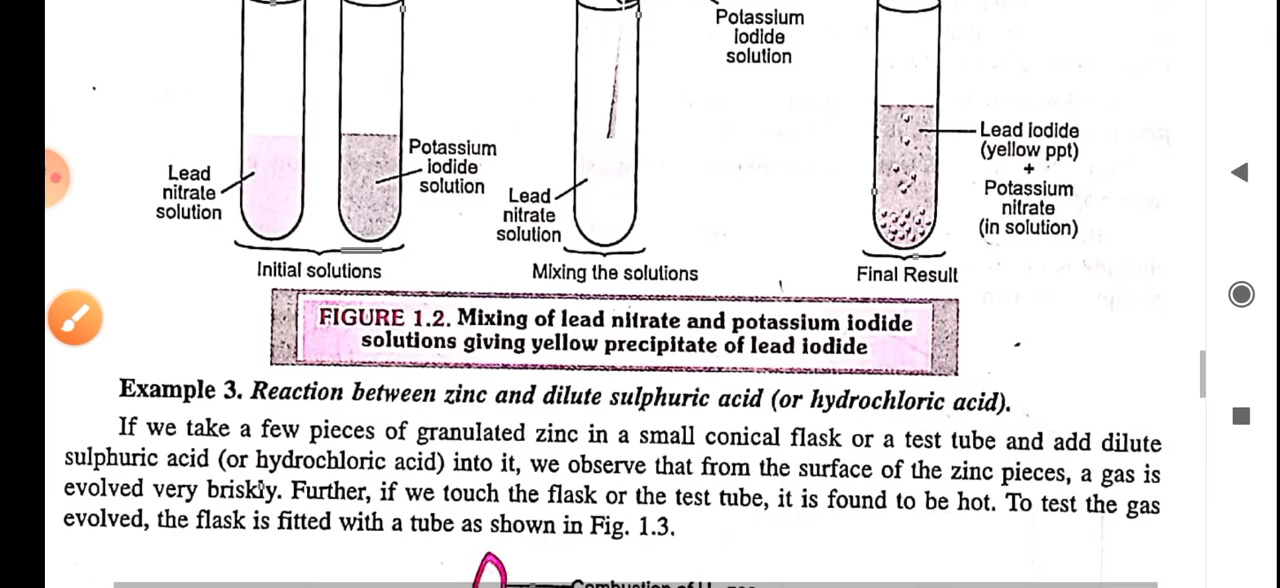 Potassium
iodide
solution
Lead
nitrate
solution
Potassium
iodide
solution
Lead
nitrate
solution
Lead iodide
(yellow ppt)
+
Potassium
nitrate
(in solution)
Initial solutions
Mixing the solutions
Final Result
FIGURE 1.2. Mixing of lead nitrate and potassium iodide
solutions giving yellow precipitate of lead iodide
Example 3. Reaction between zinc and dilute sulphuric acid (or hydrochloric acid).
If we take a few pieces of granulated zinc in a small conical flask or a test tube and add dilute
sulphuric acid (or hydrochloric acid) into it, we observe that from the surface of the zinc pieces, a gas is
evolved very briskly. Further, if we touch the flask or the test tube, it is found to be hot. To test the gas
evolved, the flask is fitted with a tube as shown in Fig. 1.3.
Combustion of